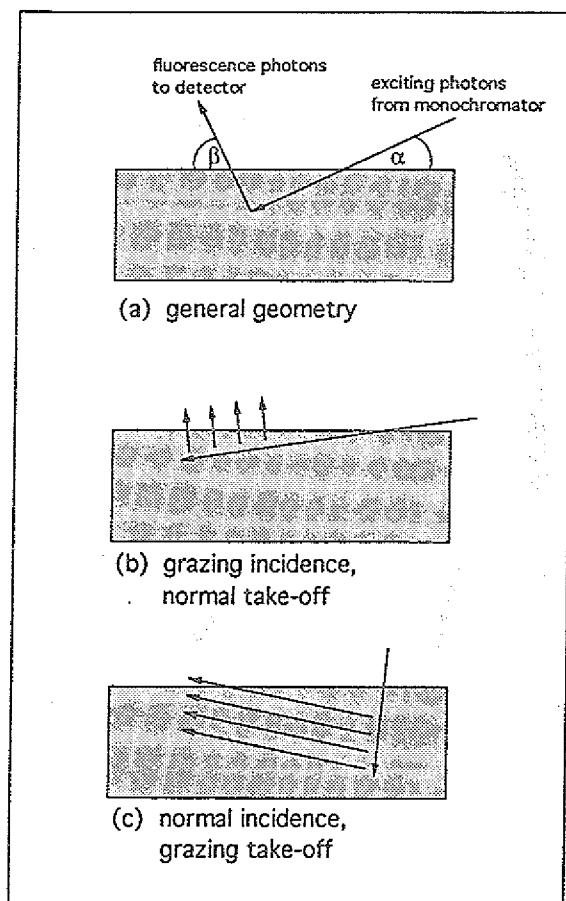 fluorescence photons
to detector
exciting photons
from monochromator
β
α
(a) general geometry
(b) grazing incidence,
normal take-off
(c) normal incidence,
grazing take-off